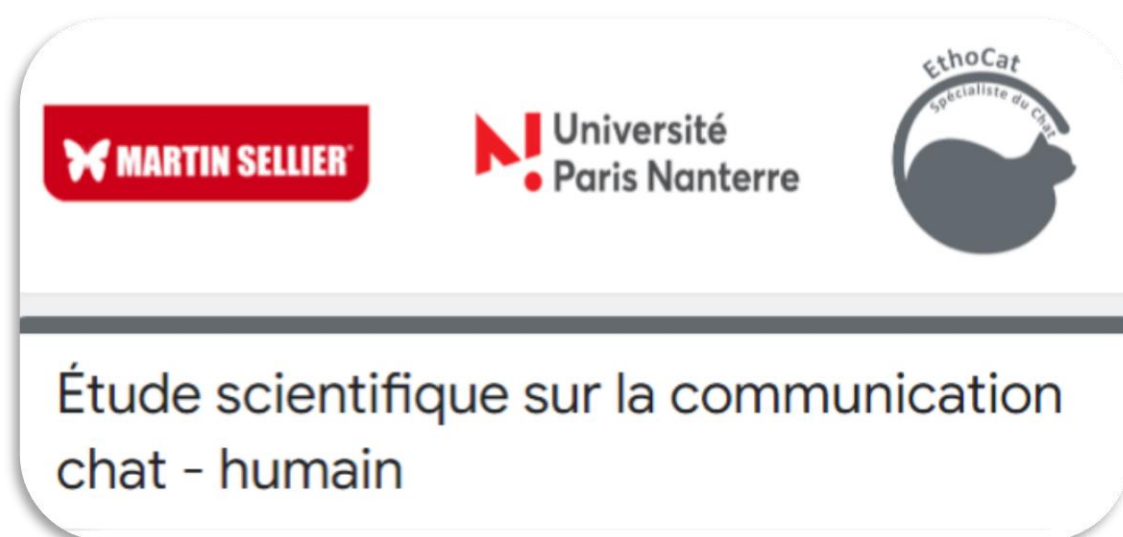 MARTIN SELLIER
Université
Paris Nanterre
EthoCat
Spécialiste du Chat
Étude scientifique sur la communication
chat - humain